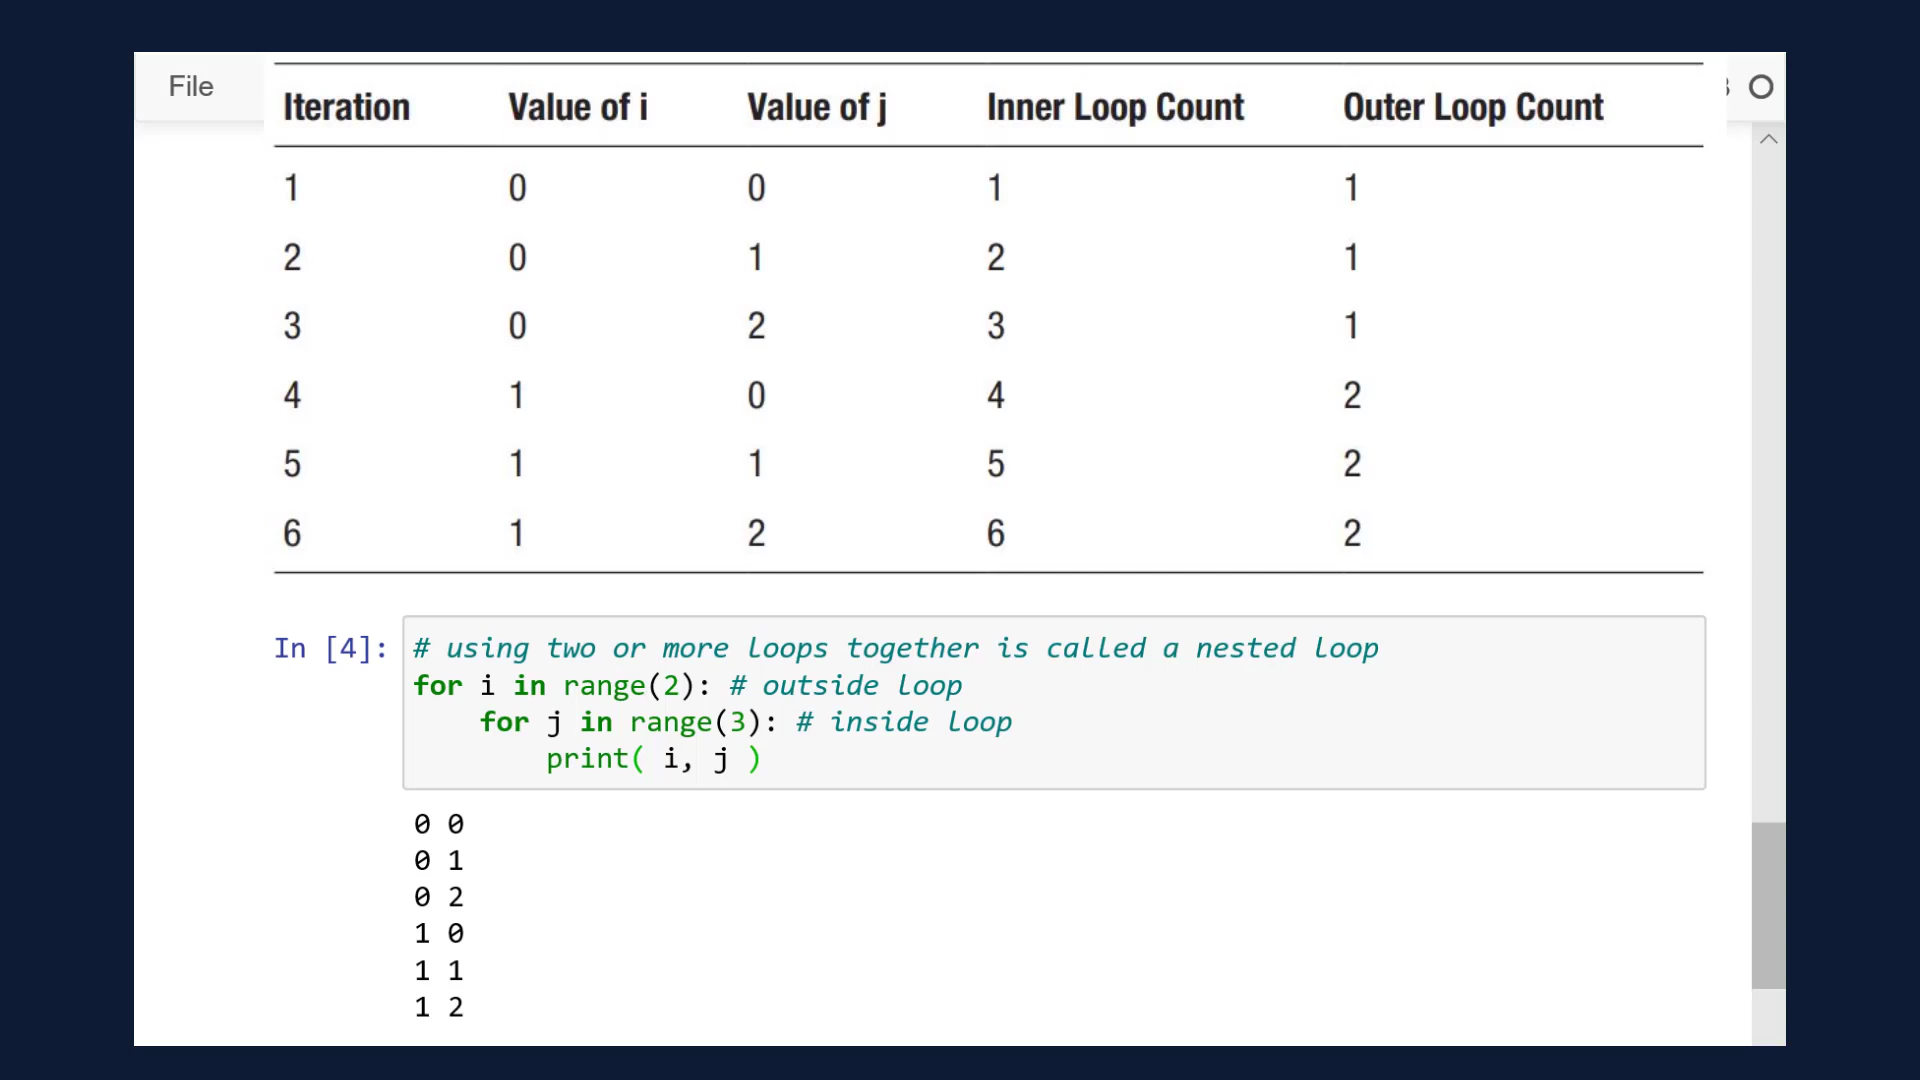 File
Iteration Value of i Value of j Inner Loop Count Outer Loop Count
1 0 0 1 1
2 0 1 2 1
3 0 2 3 1
4 1 0 4 2
5 1 1 5 2
6 1 2 6 2
In [4]: # using two or more loops together is called a nested loop
for i in range(2): # outside loop
for j in range(3): # inside loop
print( i, j )
0 0
0 1
0 2
1 0
1 1
1 2